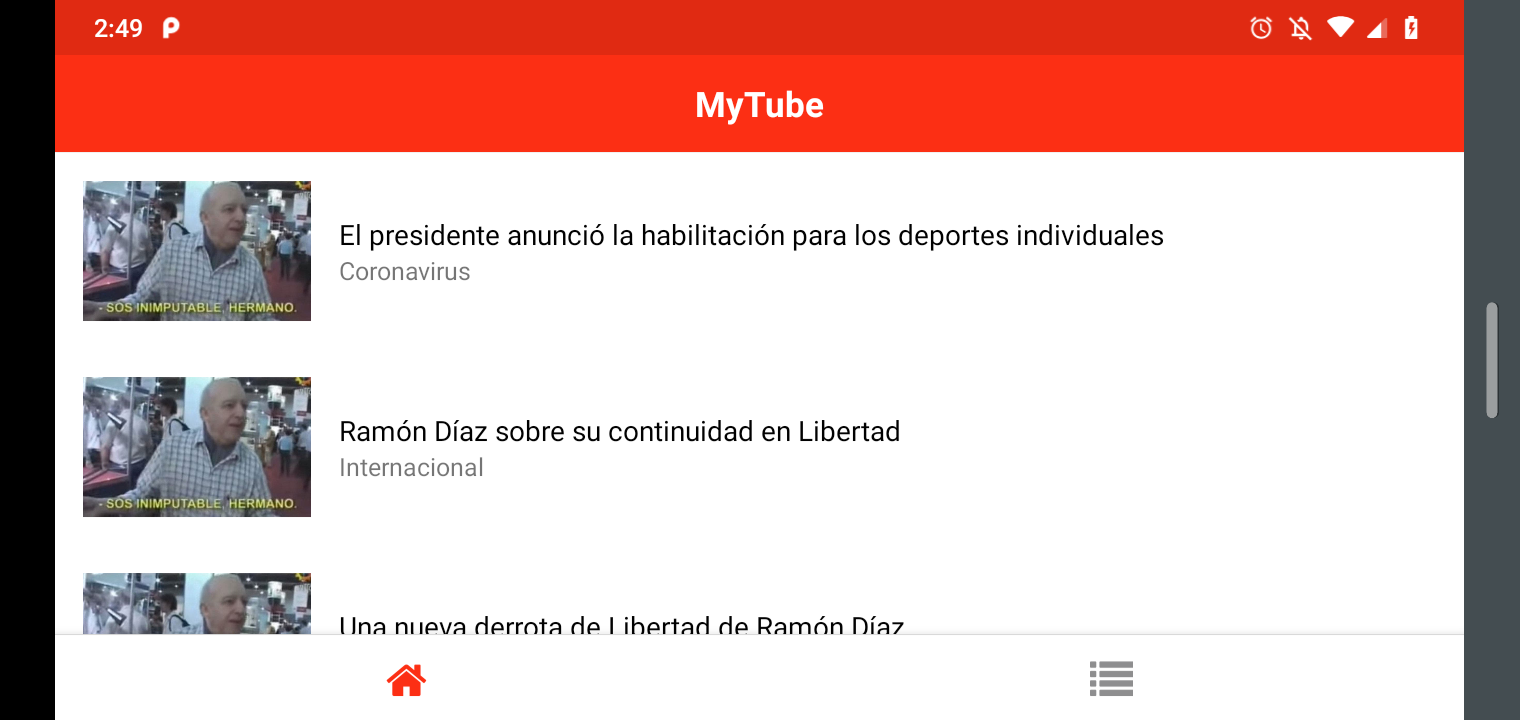 2:49
MyTube
El presidente anunció la habilitación para los deportes individuales
Coronavirus
- SOS INIMPUTABLE, HERMANO.
Ramón Díaz sobre su continuidad en Libertad
Internacional
- SOS INIMPUTABLE, HERMANO.
Una nueva derrota de Libertad de Ramón Díaz